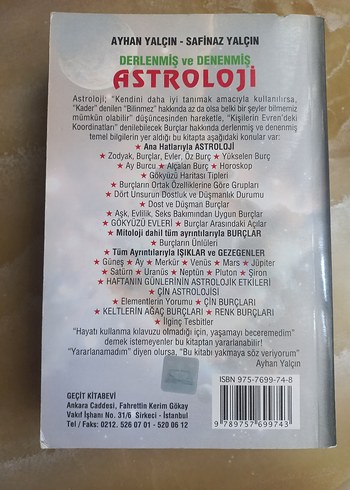 AYHAN YALÇIN - SAFİNAZ YALÇIN
DERLENMİŞ ve DENENMİŞ
ASTROLOJİ
Astroloji; "Kendini daha iyi tanımak amacıyla kullanılırsa,
"Kader" denilen "Bilinmez" hakkında az da olsa belki bir şeyler bilmemiz
mümkün olabilir" düşüncesinden hareketle, "Kişilerin Evren'deki
Koordinatları" denilebilecek Burçlar hakkında derlenmiş ve denenmiş
temel bilgilerin yer aldığı bu kitapta aşağıdaki konular var:
★ Ana Hatlarıyla ASTROLOJİ
★ Zodyak, Burçlar, Evler, Öz Burç ★ Yükselen Burç
★ Ay Burcu ★ Alçalan Burç ★ Horoskop
★ Gökyüzü Haritası Tipleri
★ Burçların Ortak Özelliklerine Göre Grupları
★ Dört Unsurun Dostluk ve Düşmanlık Durumu
★ Dost ve Düşman Burçlar
★ Aşk, Evlilik, Seks Bakımından Uygun Burçlar
★ GÖKYÜZÜ EVLERİ ★ Burçlar Arasındaki Açılar
★ Mitoloji dahil tüm ayrıntılarıyla BURÇLAR
★ Burçların Ünlüleri
★ Tüm Ayrıntılarıyla IŞIKLAR ve GEZEGENLER
★ Güneş ★ Ay ★ Merkür ★ Venüs ★ Mars ★ Jüpiter
★ Satürn ★ Uranüs ★ Neptün ★ Pluton ★ Şiron
★ HAFTANIN GÜNLERİNİN ASTROLOJİK ETKİLERİ
★ ÇİN ASTROLOJİSİ
★ Elementlerin Yorumu ★ ÇİN BURÇLARI
★ KELTLERİN AĞAÇ BURÇLARI ★ RENK BURÇLARI
★ İlginç Tesbitler
"Hayatı kullanma kılavuzu olmadığı için, yaşamayı beceremedim"
demek istemeyenler bu kitaptan yararlanabilir!
"Yararlanamadım" diyen olursa, "Bu kitabı yakmaya söz veriyorum"
Ayhan Yalçın
GEÇİT KİTABEVİ
Ankara Caddesi, Fahrettin Kerim Gökay
Vakıf İşhanı No. 31/6 Sirkeci - İstanbul
Tel / Faks: 0212. 526 07 01 - 520 06 12
ISBN 975-7699-74-8
9 789757 699743